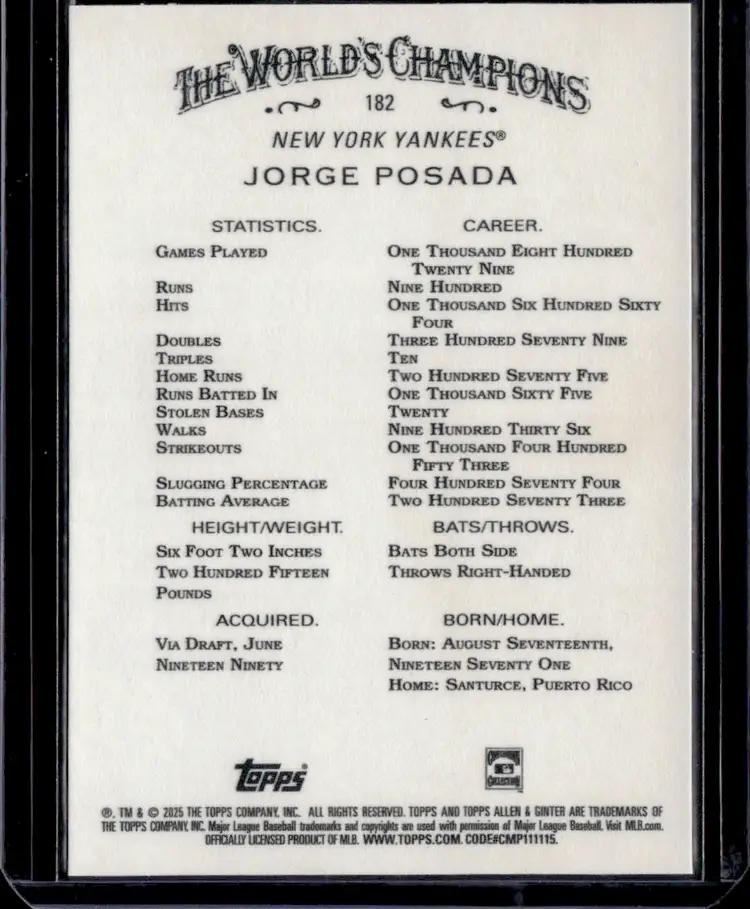 THE WORLD'S CHAMPIONS
182
NEW YORK YANKEES®
JORGE POSADA
STATISTICS. CAREER.
GAMES PLAYED ONE THOUSAND EIGHT HUNDRED
TWENTY NINE
RUNS NINE HUNDRED
HITS ONE THOUSAND SIX HUNDRED SIXTY
FOUR
DOUBLES THREE HUNDRED SEVENTY NINE
TRIPLES TEN
HOME RUNS TWO HUNDRED SEVENTY FIVE
RUNS BATTED IN ONE THOUSAND SIXTY FIVE
STOLEN BASES TWENTY
WALKS NINE HUNDRED THIRTY SIX
STRIKEOUTS ONE THOUSAND FOUR HUNDRED
FIFTY THREE
SLUGGING PERCENTAGE FOUR HUNDRED SEVENTY FOUR
BATTING AVERAGE TWO HUNDRED SEVENTY THREE
HEIGHT/WEIGHT. BATS/THROWS.
SIX FOOT TWO INCHES BATS BOTH SIDE
TWO HUNDRED FIFTEEN THROWS RIGHT-HANDED
POUNDS
ACQUIRED. BORN/HOME.
VIA DRAFT, JUNE BORN: AUGUST SEVENTEENTH,
NINETEEN NINETY NINETEEN SEVENTY ONE
HOME: SANTURCE, PUERTO RICO
topps
COOPERSTOWN
COLLECTION
®, TM & © 2025 THE TOPPS COMPANY, INC. ALL RIGHTS RESERVED. TOPPS AND TOPPS ALLEN & GINTER ARE TRADEMARKS OF
THE TOPPS COMPANY, INC. Major League Baseball trademarks and copyrights are used with permission of Major League Baseball. Visit MLB.com.
OFFICIALLY LICENSED PRODUCT OF MLB. WWW.TOPPS.COM. CODE#CMP111115.